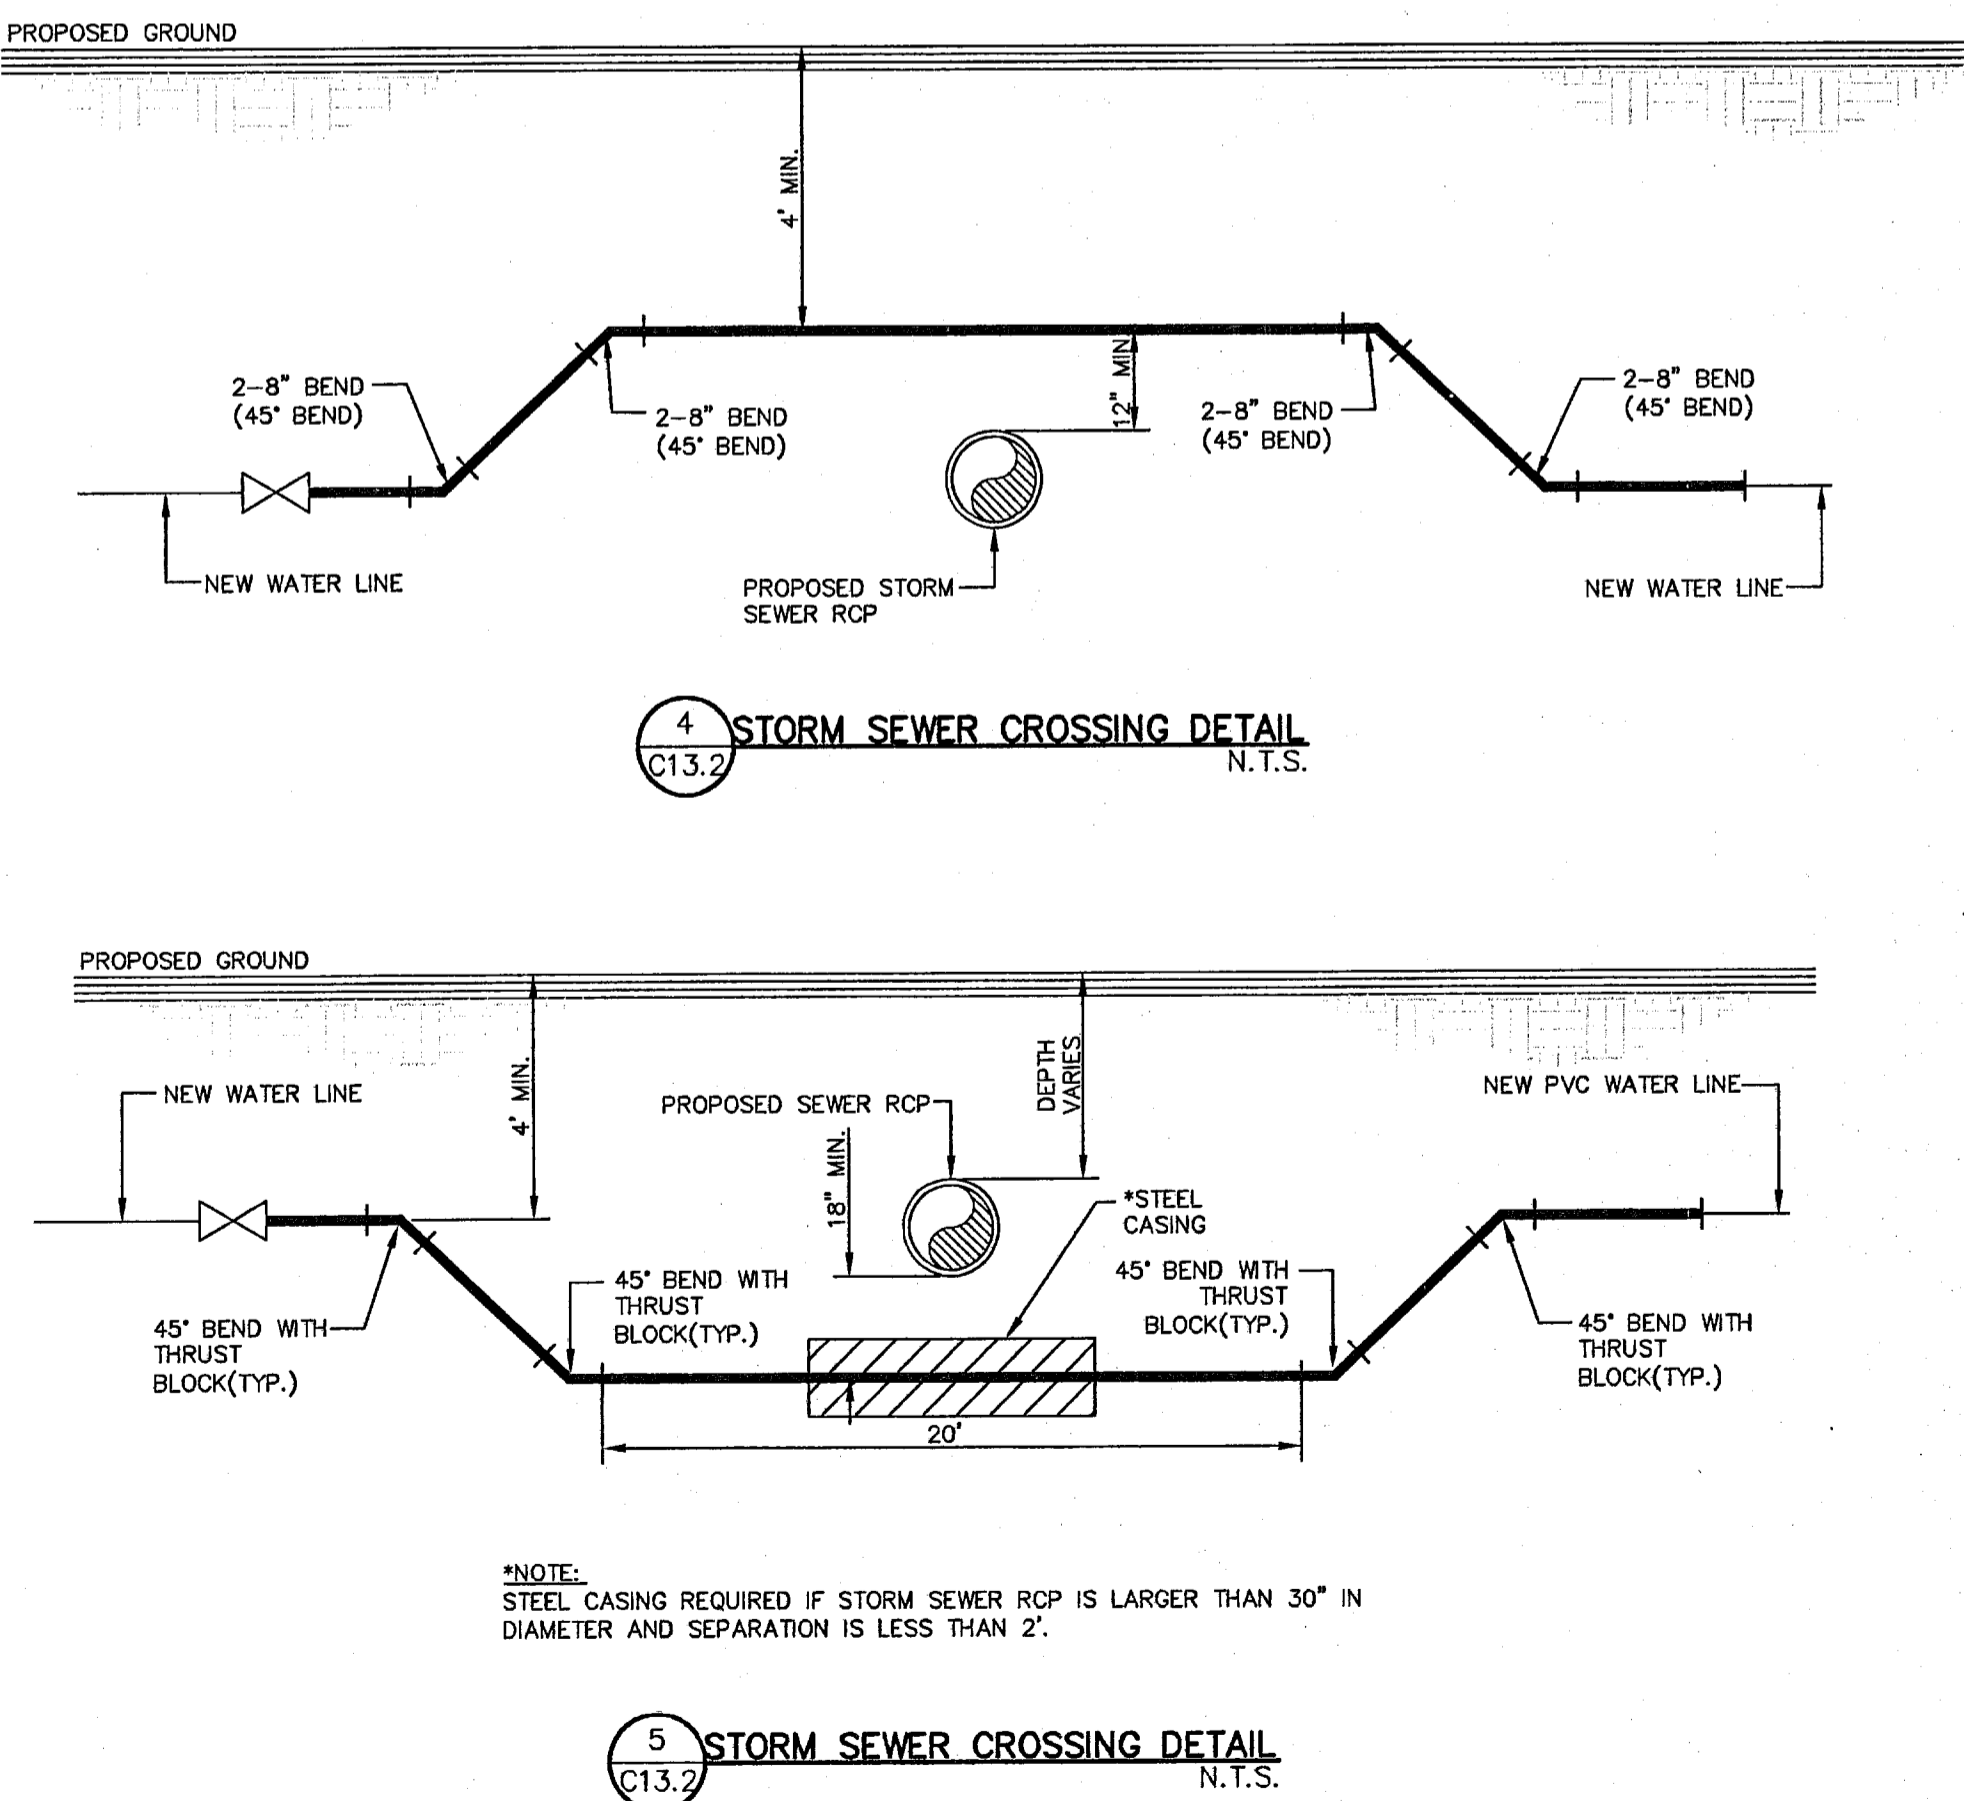 PROPOSED GROUND
4' MIN.
12" MIN
2-8" BEND
(45° BEND)
2-8" BEND
(45° BEND)
2-8" BEND
(45° BEND)
2-8" BEND
(45° BEND)
NEW WATER LINE
PROPOSED STORM
SEWER RCP
NEW WATER LINE
4
C13.2
STORM SEWER CROSSING DETAIL
N.T.S.
PROPOSED GROUND
NEW WATER LINE
4' MIN.
PROPOSED SEWER RCP
18" MIN.
DEPTH
VARIES
NEW PVC WATER LINE
*STEEL
CASING
45° BEND WITH
THRUST
BLOCK(TYP.)
45° BEND WITH
THRUST
BLOCK(TYP.)
45° BEND WITH
THRUST
BLOCK(TYP.)
45° BEND WITH
THRUST
BLOCK(TYP.)
20'
*NOTE:
STEEL CASING REQUIRED IF STORM SEWER RCP IS LARGER THAN 30" IN
DIAMETER AND SEPARATION IS LESS THAN 2'.
5
C13.2
STORM SEWER CROSSING DETAIL
N.T.S.